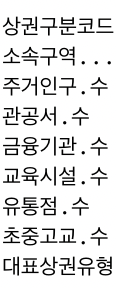 상권구분코드
소속구역...
주거인구.수
관공서.수
금융기관.수
교육시설.수
유통점.수
초중고교.수
대표상권유형